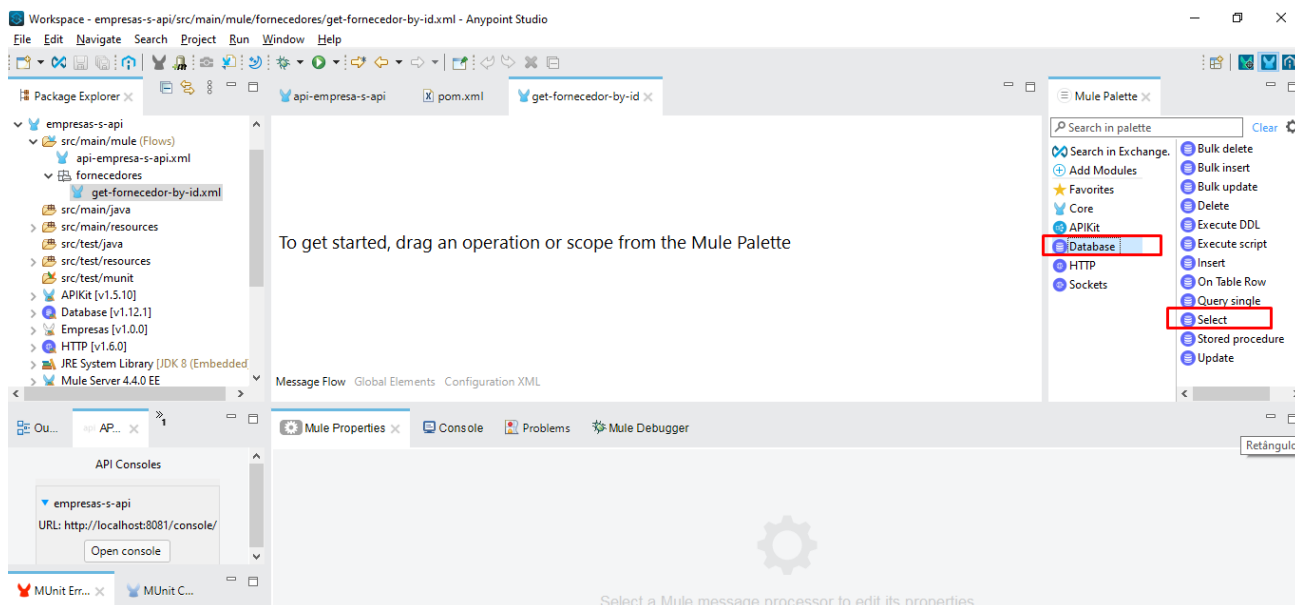 Workspace - empresas-s-api/src/main/mule/fornecedores/get-fornecedor-by-id.xml - Anypoint Studio
File Edit Navigate Search Project Run Window Help
Package Explorer
empresas-s-api
src/main/mule (Flows)
api-empresa-s-api.xml
fornecedores
get-fornecedor-by-id.xml
src/main/java
src/main/resources
src/test/java
src/test/resources
src/test/munit
APIKit [v1.5.10]
Database [v1.12.1]
Empresas [v1.0.0]
HTTP [v1.6.0]
JRE System Library [JDK 8 (Embedded
Mule Server 4.4.0 EE
api-empresa-s-api pom.xml get-fornecedor-by-id
To get started, drag an operation or scope from the Mule Palette
Message Flow Global Elements Configuration XML
Mule Palette
Search in palette Clear
Search in Exchange.
Add Modules
Favorites
Core
APIKit
Database
HTTP
Sockets
Bulk delete
Bulk insert
Bulk update
Delete
Execute DDL
Execute script
Insert
On Table Row
Query single
Select
Stored procedure
Update
Ou... api AP... »1
API Consoles
empresas-s-api
URL: http://localhost:8081/console/
Open console
MUnit Err... MUnit C...
Mule Properties Console Problems Mule Debugger
Retângulo
Select a Mule message processor to edit its properties